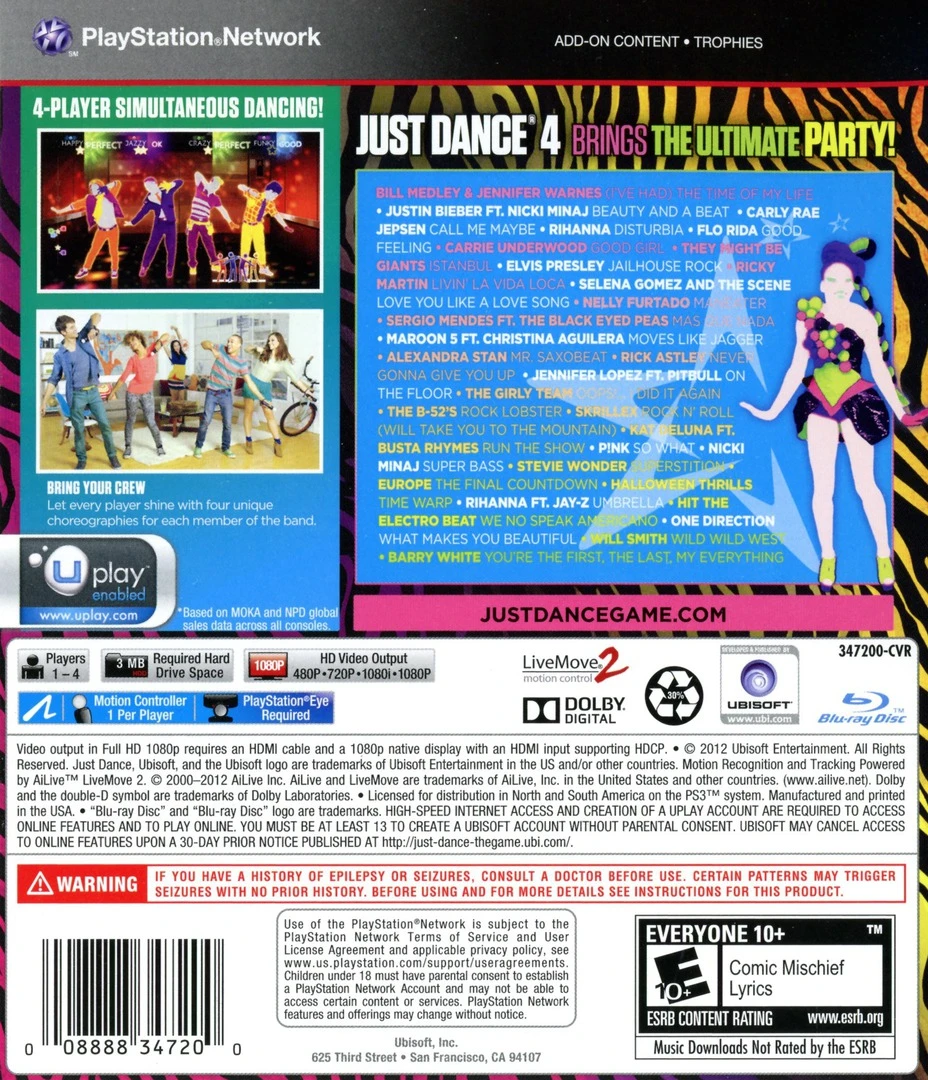 PlayStation®Network
SM
ADD-ON CONTENT • TROPHIES
4-PLAYER SIMULTANEOUS DANCING!
HAPPY PERFECT JAZZY OK CRAZY PERFECT FUNKY GOOD
BRING YOUR CREW
Let every player shine with four unique
choreographies for each member of the band.
Uplay™
enabled
www.uplay.com
*Based on MOKA and NPD global
sales data across all consoles.
JUST DANCE® 4 BRINGS THE ULTIMATE PARTY!
BILL MEDLEY & JENNIFER WARNES (I'VE HAD) THE TIME OF MY LIFE
• JUSTIN BIEBER FT. NICKI MINAJ BEAUTY AND A BEAT • CARLY RAE
JEPSEN CALL ME MAYBE • RIHANNA DISTURBIA • FLO RIDA GOOD
FEELING • CARRIE UNDERWOOD GOOD GIRL • THEY MIGHT BE
GIANTS ISTANBUL • ELVIS PRESLEY JAILHOUSE ROCK • RICKY
MARTIN LIVIN' LA VIDA LOCA • SELENA GOMEZ AND THE SCENE
LOVE YOU LIKE A LOVE SONG • NELLY FURTADO MANEATER
• SERGIO MENDES FT. THE BLACK EYED PEAS MAS QUE NADA
• MAROON 5 FT. CHRISTINA AGUILERA MOVES LIKE JAGGER
• ALEXANDRA STAN MR. SAXOBEAT • RICK ASTLEY NEVER
GONNA GIVE YOU UP • JENNIFER LOPEZ FT. PITBULL ON
THE FLOOR • THE GIRLY TEAM OOPS!... I DID IT AGAIN
• THE B-52'S ROCK LOBSTER • SKRILLEX ROCK N' ROLL
(WILL TAKE YOU TO THE MOUNTAIN) • KAT DELUNA FT.
BUSTA RHYMES RUN THE SHOW • P!NK SO WHAT • NICKI
MINAJ SUPER BASS • STEVIE WONDER SUPERSTITION •
EUROPE THE FINAL COUNTDOWN • HALLOWEEN THRILLS
TIME WARP • RIHANNA FT. JAY-Z UMBRELLA • HIT THE
ELECTRO BEAT WE NO SPEAK AMERICANO • ONE DIRECTION
WHAT MAKES YOU BEAUTIFUL • WILL SMITH WILD WILD WEST
• BARRY WHITE YOU'RE THE FIRST, THE LAST, MY EVERYTHING
JUSTDANCEGAME.COM
Players
1 – 4
3 MB
HDD
Required Hard
Drive Space
1080P
HD Video Output
480P•720P•1080i•1080P
Motion Controller
1 Per Player
PlayStation®Eye
Required
LiveMove®2
motion control
DOLBY
DIGITAL
30%
DEVELOPED & PUBLISHED BY
UBISOFT
www.ubi.com
347200-CVR
Blu-ray Disc™
Video output in Full HD 1080p requires an HDMI cable and a 1080p native display with an HDMI input supporting HDCP. • © 2012 Ubisoft Entertainment. All Rights
Reserved. Just Dance, Ubisoft, and the Ubisoft logo are trademarks of Ubisoft Entertainment in the US and/or other countries. Motion Recognition and Tracking Powered
by AiLive™ LiveMove 2. © 2000–2012 AiLive Inc. AiLive and LiveMove are trademarks of AiLive, Inc. in the United States and other countries. (www.ailive.net). Dolby
and the double-D symbol are trademarks of Dolby Laboratories. • Licensed for distribution in North and South America on the PS3™ system. Manufactured and printed
in the USA. • “Blu-ray Disc” and “Blu-ray Disc” logo are trademarks. HIGH-SPEED INTERNET ACCESS AND CREATION OF A UPLAY ACCOUNT ARE REQUIRED TO ACCESS
ONLINE FEATURES AND TO PLAY ONLINE. YOU MUST BE AT LEAST 13 TO CREATE A UBISOFT ACCOUNT WITHOUT PARENTAL CONSENT. UBISOFT MAY CANCEL ACCESS
TO ONLINE FEATURES UPON A 30-DAY PRIOR NOTICE PUBLISHED AT http://just-dance-thegame.ubi.com/.
WARNING
IF YOU HAVE A HISTORY OF EPILEPSY OR SEIZURES, CONSULT A DOCTOR BEFORE USE. CERTAIN PATTERNS MAY TRIGGER
SEIZURES WITH NO PRIOR HISTORY. BEFORE USING AND FOR MORE DETAILS SEE INSTRUCTIONS FOR THIS PRODUCT.
0 08888 34720 0
Use of the PlayStation®Network is subject to the
PlayStation Network Terms of Service and User
License Agreement and applicable privacy policy, see
www.us.playstation.com/support/useragreements.
Children under 18 must have parental consent to establish
a PlayStation Network Account and may not be able to
access certain content or services. PlayStation Network
features and offerings may change without notice.
Ubisoft, Inc.
625 Third Street • San Francisco, CA 94107
EVERYONE 10+ ™
E
10+
Comic Mischief
Lyrics
ESRB CONTENT RATING www.esrb.org
Music Downloads Not Rated by the ESRB